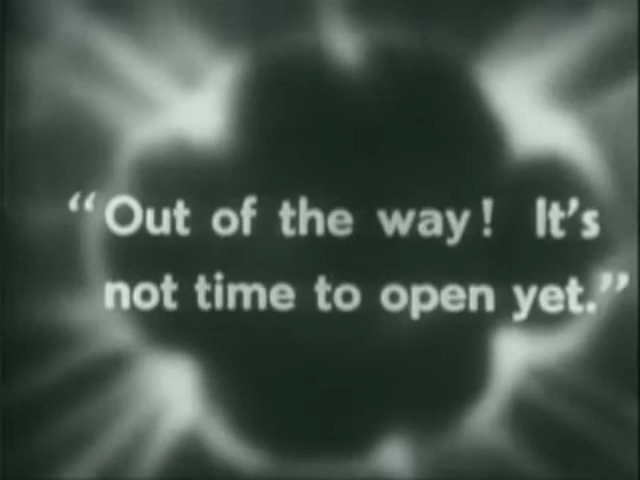 “Out of the way! It’s
not time to open yet.”